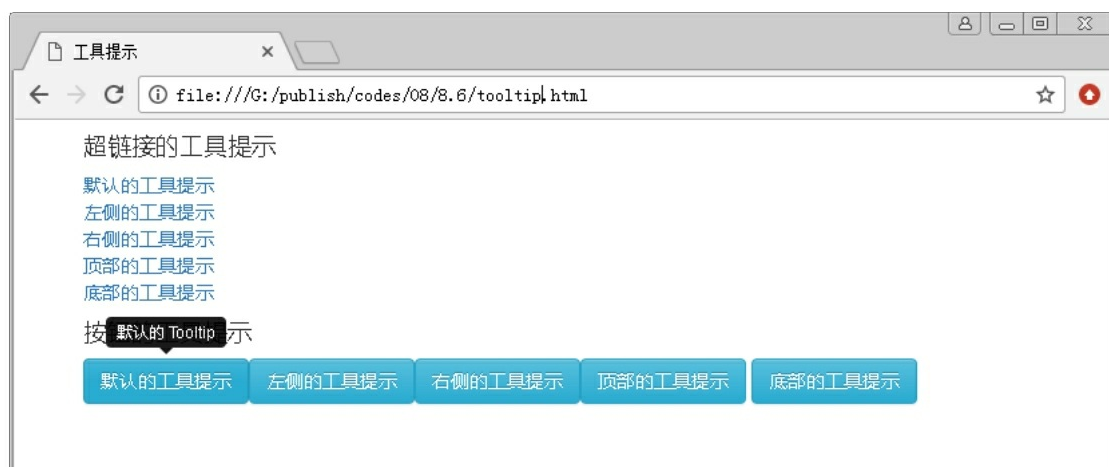 工具提示
file:///G:/publish/codes/08/8.6/tooltip.html
超链接的工具提示
默认的工具提示
左侧的工具提示
右侧的工具提示
顶部的工具提示
底部的工具提示
按 示
默认的 Tooltip
默认的工具提示 左侧的工具提示 右侧的工具提示 顶部的工具提示 底部的工具提示